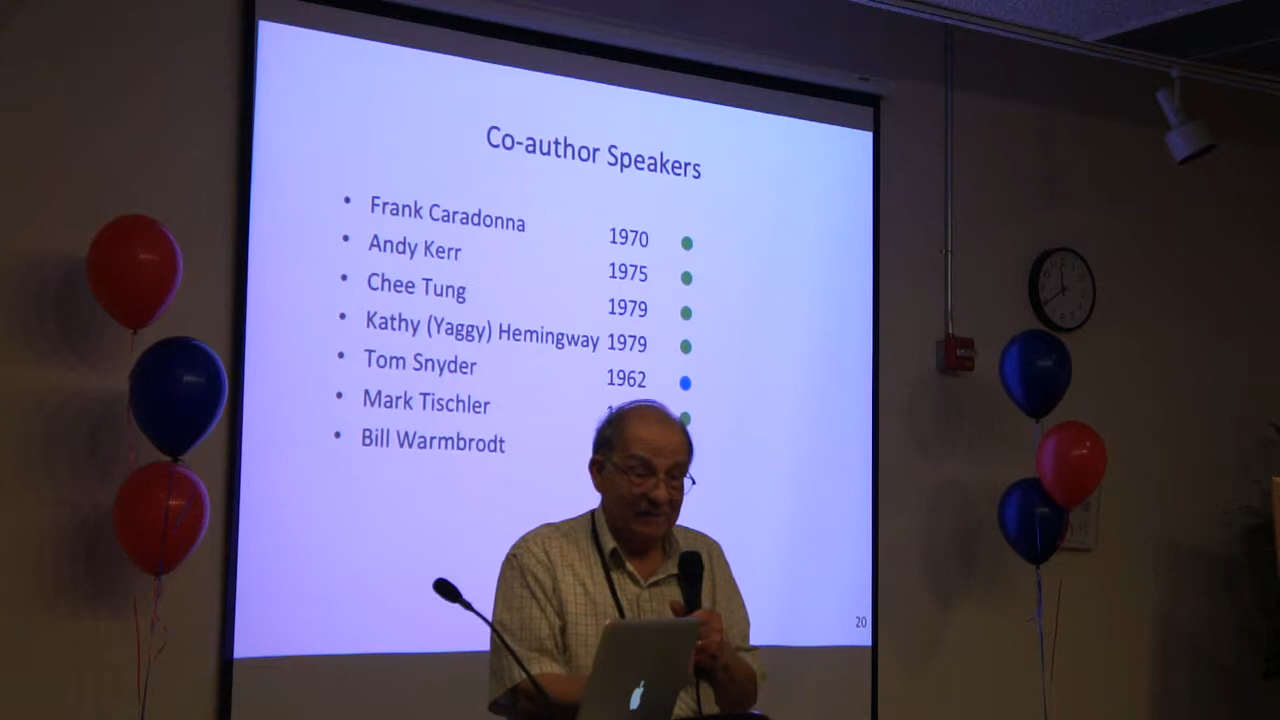 Co-author Speakers
• Frank Caradonna 1970
• Andy Kerr 1975
• Chee Tung 1979
• Kathy (Yaggy) Hemingway 1979
• Tom Snyder 1962
• Mark Tischler
• Bill Warmbrodt
20